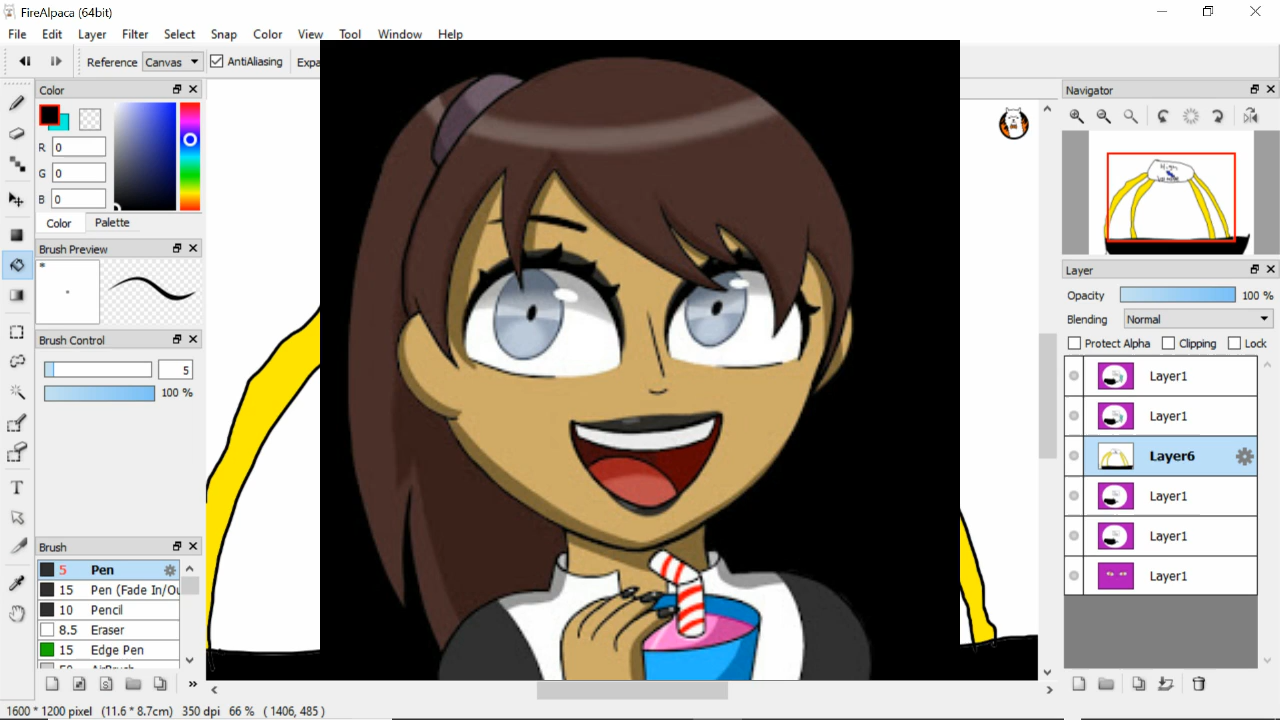 FireAlpaca (64bit)
File Edit Layer Filter Select Snap Color View Tool Window Help
Reference Canvas AntiAliasing Expa
Color
R 0
G 0
B 0
Color Palette
Brush Preview
Brush Control
5
100 %
Brush
5 Pen
15 Pen (Fade In/Ou
10 Pencil
8.5 Eraser
15 Edge Pen
50 AirBrush
Navigator
Layer
Opacity 100 %
Blending Normal
Protect Alpha Clipping Lock
Layer1
Layer1
Layer6
Layer1
Layer1
Layer1
1600 * 1200 pixel (11.6 * 8.7cm) 350 dpi 66 % ( 1406, 485 )